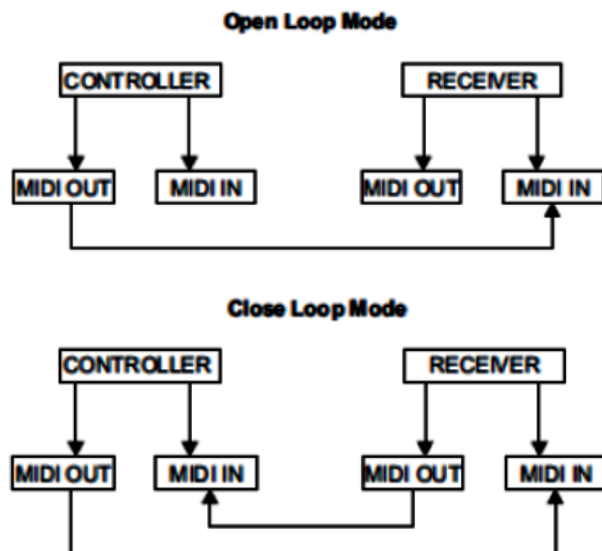 Open Loop Mode
CONTROLLER RECEIVER
MIDI OUT MIDI IN MIDI OUT MIDI IN
Close Loop Mode
CONTROLLER RECEIVER
MIDI OUT MIDI IN MIDI OUT MIDI IN